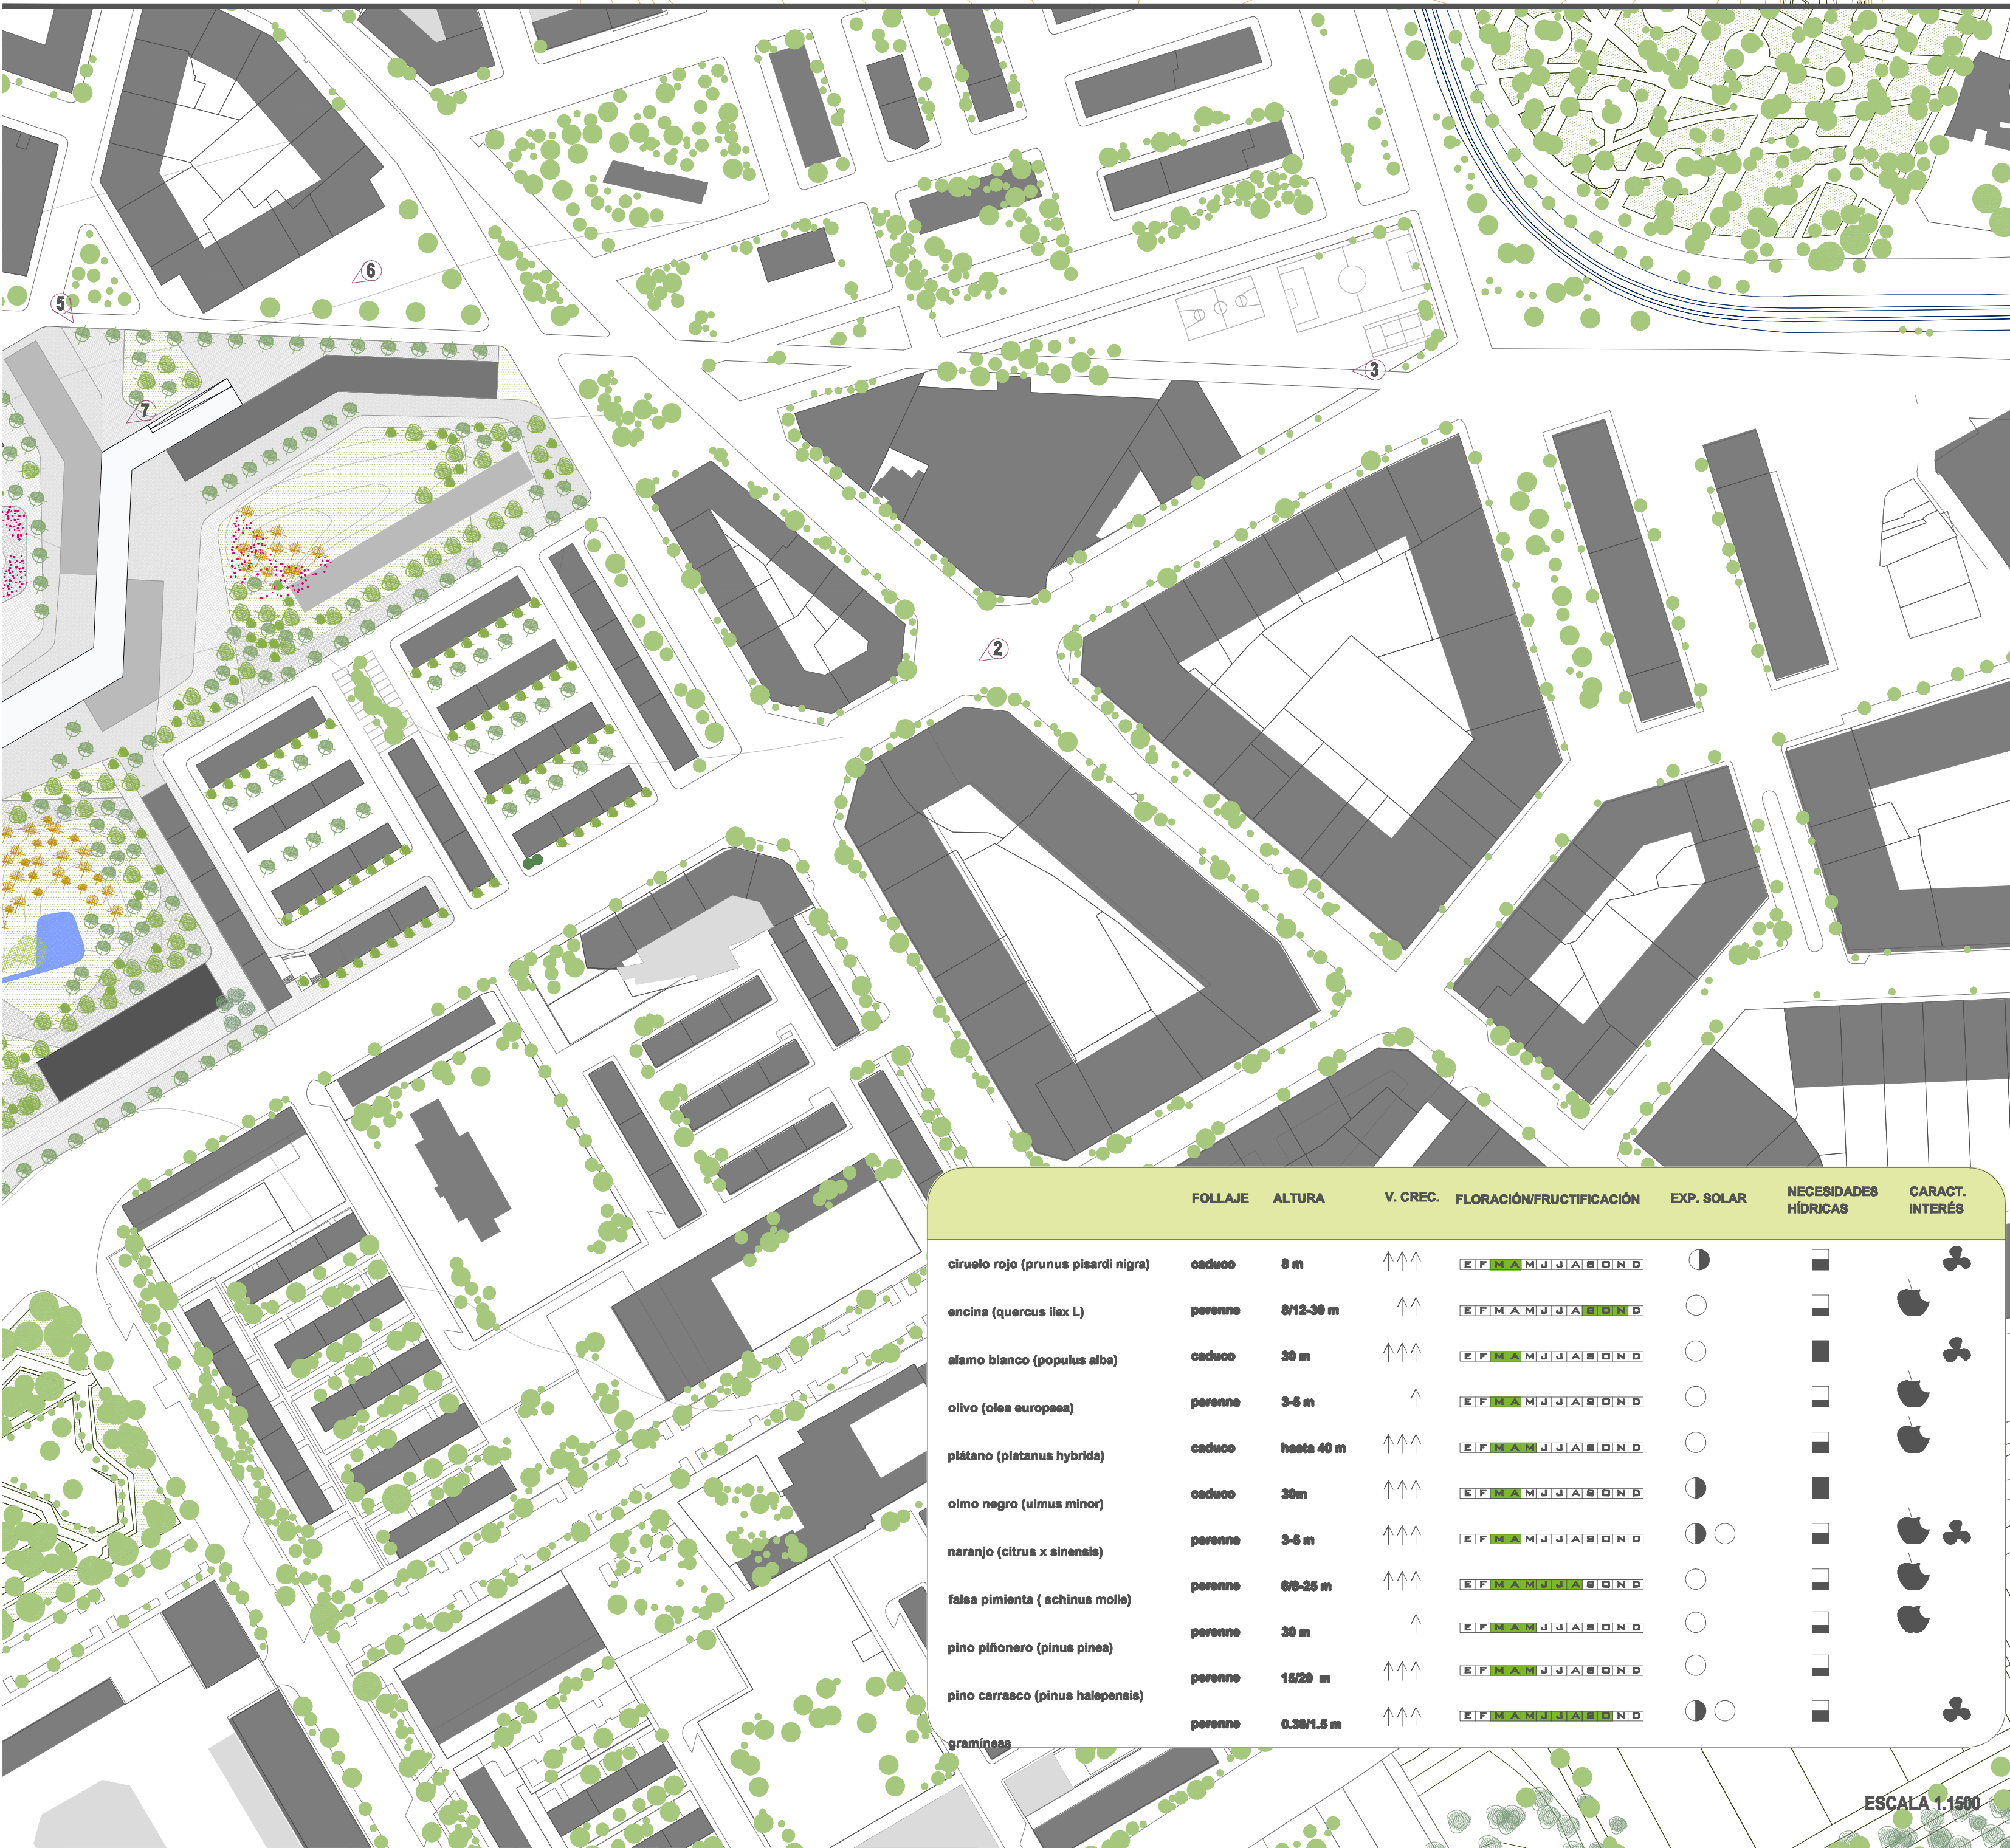 6
5
3
7
2
FOLLAJE ALTURA V. CREC. FLORACIÓN/FRUCTIFICACIÓN EXP. SOLAR NECESIDADES HÍDRICAS CARACT. INTERÉS
ciruelo rojo (prunus pisardi nigra) caduco 8 m E F M A M J J A S O N D
encina (quercus ilex L) perenne 8/12-30 m E F M A M J J A S O N D
alamo blanco (populus alba) caduco 30 m E F M A M J J A S O N D
olivo (olea europaea) perenne 3-5 m E F M A M J J A S O N D
plátano (platanus hybrida) caduco hasta 40 m E F M A M J J A S O N D
olmo negro (ulmus minor) caduco 30m E F M A M J J A S O N D
naranjo (citrus x sinensis) perenne 3-5 m E F M A M J J A S O N D
falsa pimienta ( schinus molle) perenne 6/8-25 m E F M A M J J A S O N D
pino piñonero (pinus pinea) perenne 30 m E F M A M J J A S O N D
pino carrasco (pinus halepensis) perenne 15/20 m E F M A M J J A S O N D
gramíneas perenne 0.30/1.5 m E F M A M J J A S O N D
ESCALA 1.1500